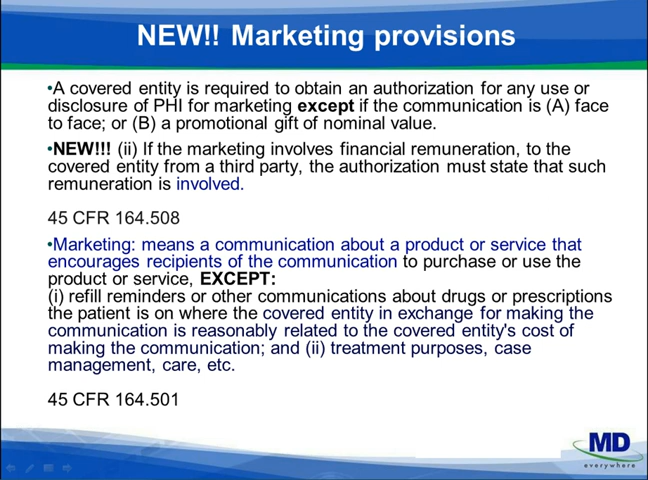 NEW!! Marketing provisions
•A covered entity is required to obtain an authorization for any use or
disclosure of PHI for marketing except if the communication is (A) face
to face; or (B) a promotional gift of nominal value.
•NEW!!! (ii) If the marketing involves financial remuneration, to the
covered entity from a third party, the authorization must state that such
remuneration is involved.
45 CFR 164.508
•Marketing: means a communication about a product or service that
encourages recipients of the communication to purchase or use the
product or service, EXCEPT:
(i) refill reminders or other communications about drugs or prescriptions
the patient is on where the covered entity in exchange for making the
communication is reasonably related to the covered entity's cost of
making the communication; and (ii) treatment purposes, case
management, care, etc.
45 CFR 164.501
MD
everywhere